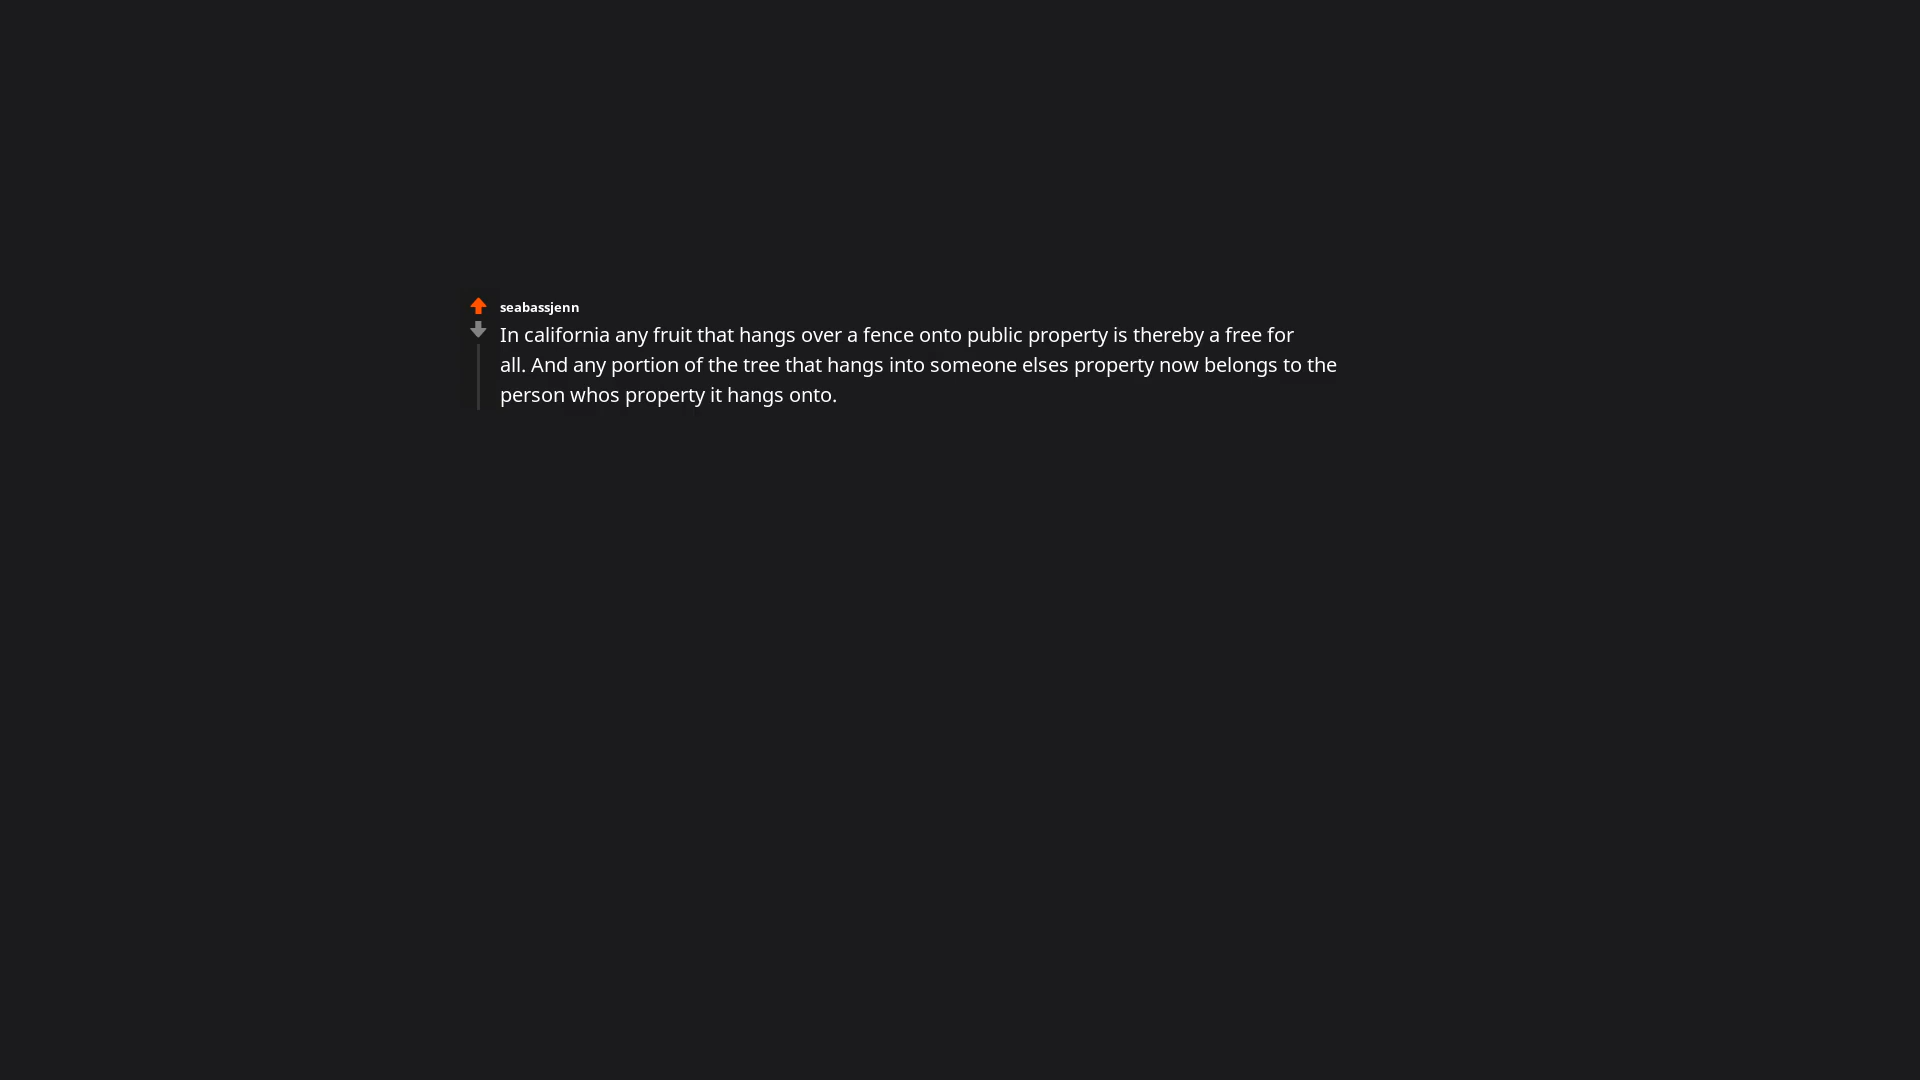 seabassjenn
In california any fruit that hangs over a fence onto public property is thereby a free for
all. And any portion of the tree that hangs into someone elses property now belongs to the
person whos property it hangs onto.